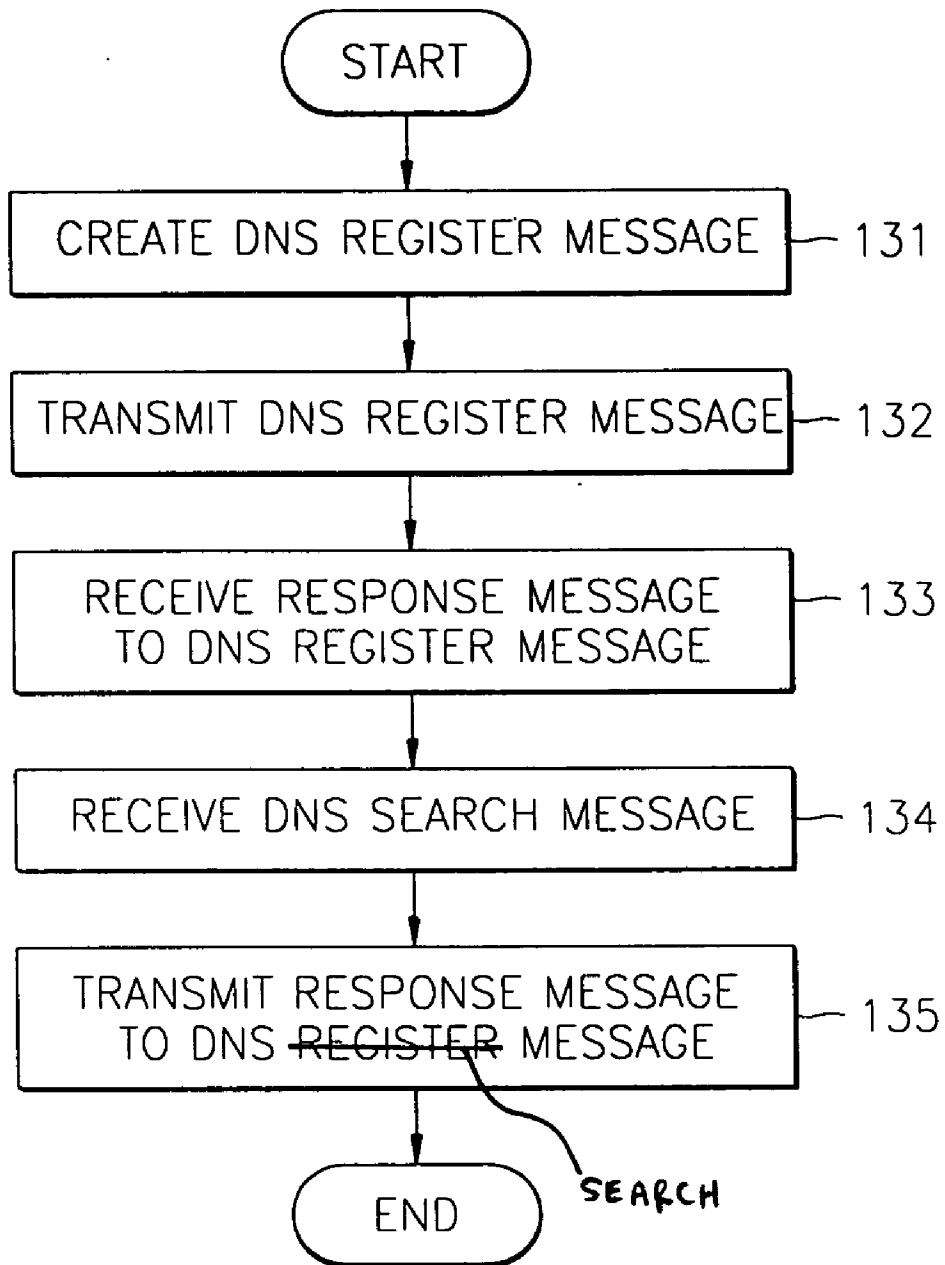 START
CREATE DNS REGISTER MESSAGE 131
TRANSMIT DNS REGISTER MESSAGE 132
RECEIVE RESPONSE MESSAGE 133
TO DNS REGISTER MESSAGE
RECEIVE DNS SEARCH MESSAGE 134
TRANSMIT RESPONSE MESSAGE 135
TO DNS REGISTER MESSAGE
SEARCH
END